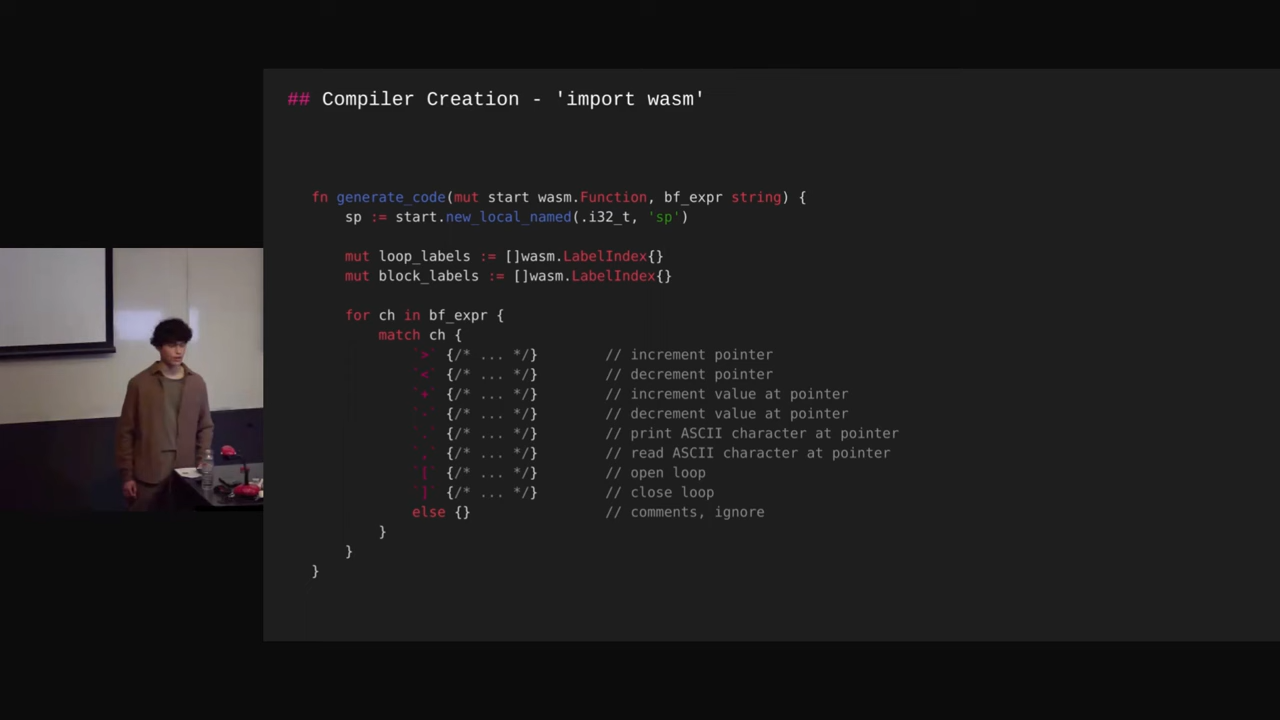 ## Compiler Creation - 'import wasm'
fn generate_code(mut start wasm.Function, bf_expr string) {
sp := start.new_local_named(.i32_t, 'sp')
mut loop_labels := []wasm.LabelIndex{}
mut block_labels := []wasm.LabelIndex{}
for ch in bf_expr {
match ch {
`>` {/* ... */} // increment pointer
`<` {/* ... */} // decrement pointer
`+` {/* ... */} // increment value at pointer
`-` {/* ... */} // decrement value at pointer
`.` {/* ... */} // print ASCII character at pointer
`,` {/* ... */} // read ASCII character at pointer
`[` {/* ... */} // open loop
`]` {/* ... */} // close loop
else {} // comments, ignore
}
}
}